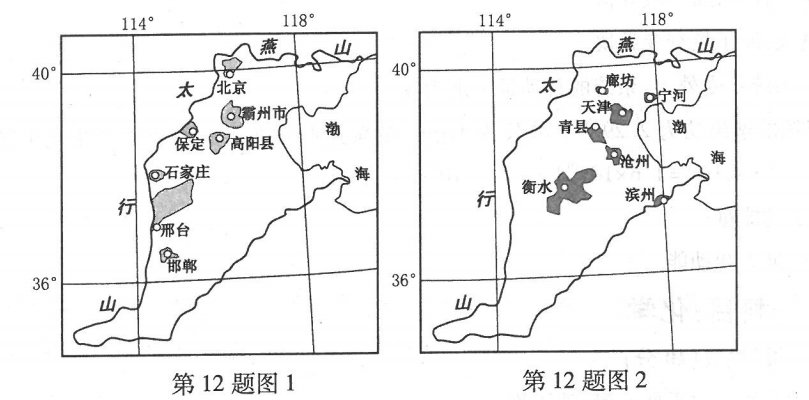 114° 118°
燕 山
40°
太
北京
霸州市
渤
保定 高阳县
海
石家庄
行
邢台
邯郸
36°
山
第12题图1
114° 118°
燕 山
40°
太 廊坊
宁河
天津
青县 渤
沧州 海
衡水
行 滨州
36°
山
第12题图2